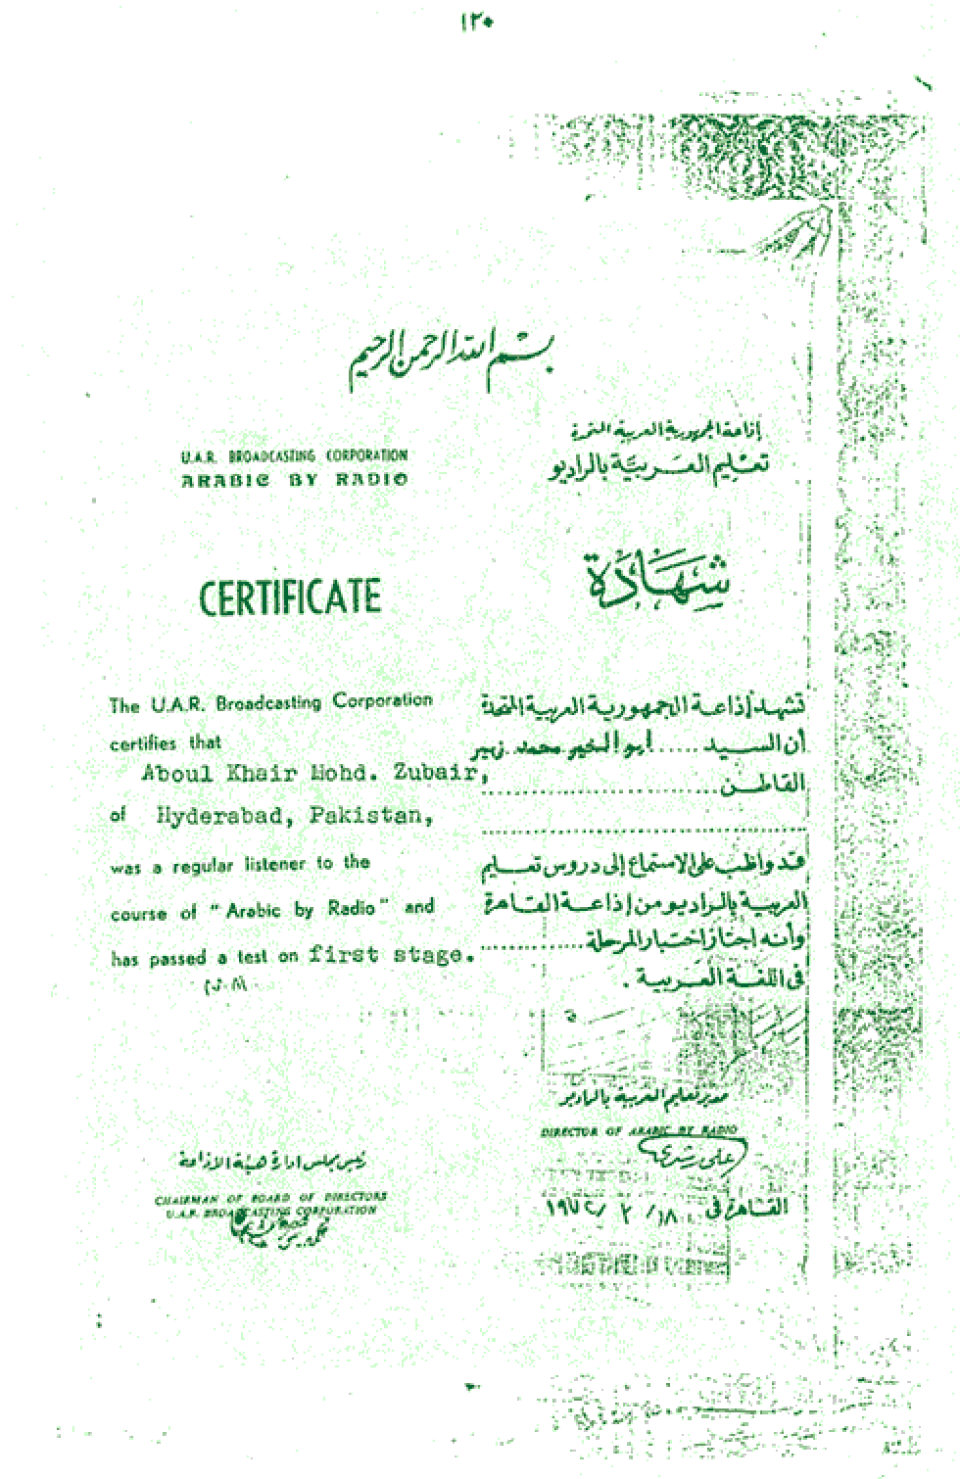 ١٢٠
بسم الله الرحمن الرحيم
U.A.R. BROADCASTING CORPORATION
ARABIC BY RADIO
إذاعة الجمهورية العربية المتحدة
تعليم العربية بالراديو
CERTIFICATE
شهادة
The U.A.R. Broadcasting Corporation
certifies that
Aboul Khair Mohd. Zubair,
of Hyderabad, Pakistan,
was a regular listener to the
course of "Arabic by Radio" and
has passed a test on first stage.
تشهد إذاعة الجمهورية العربية المتحدة
أن السيد ..... ابو الخير محمد زبير
القاطن
قد واظب على الاستماع إلى دروس تعليم
العربية بالراديو من إذاعة القاهرة
وأنه اجتاز اختبار المرحلة
فى اللغة العربية .
مدير تعليم العربية بالراديو
DIRECTOR OF ARABIC BY RADIO
رئيس مجلس ادارة هيئة الاذاعة
CHAIRMAN OF BOARD OF DIRECTORS
U.A.R. BROADCASTING CORPORATION
القاهرة فى ١٨ / ٢ / ١٩٧٢